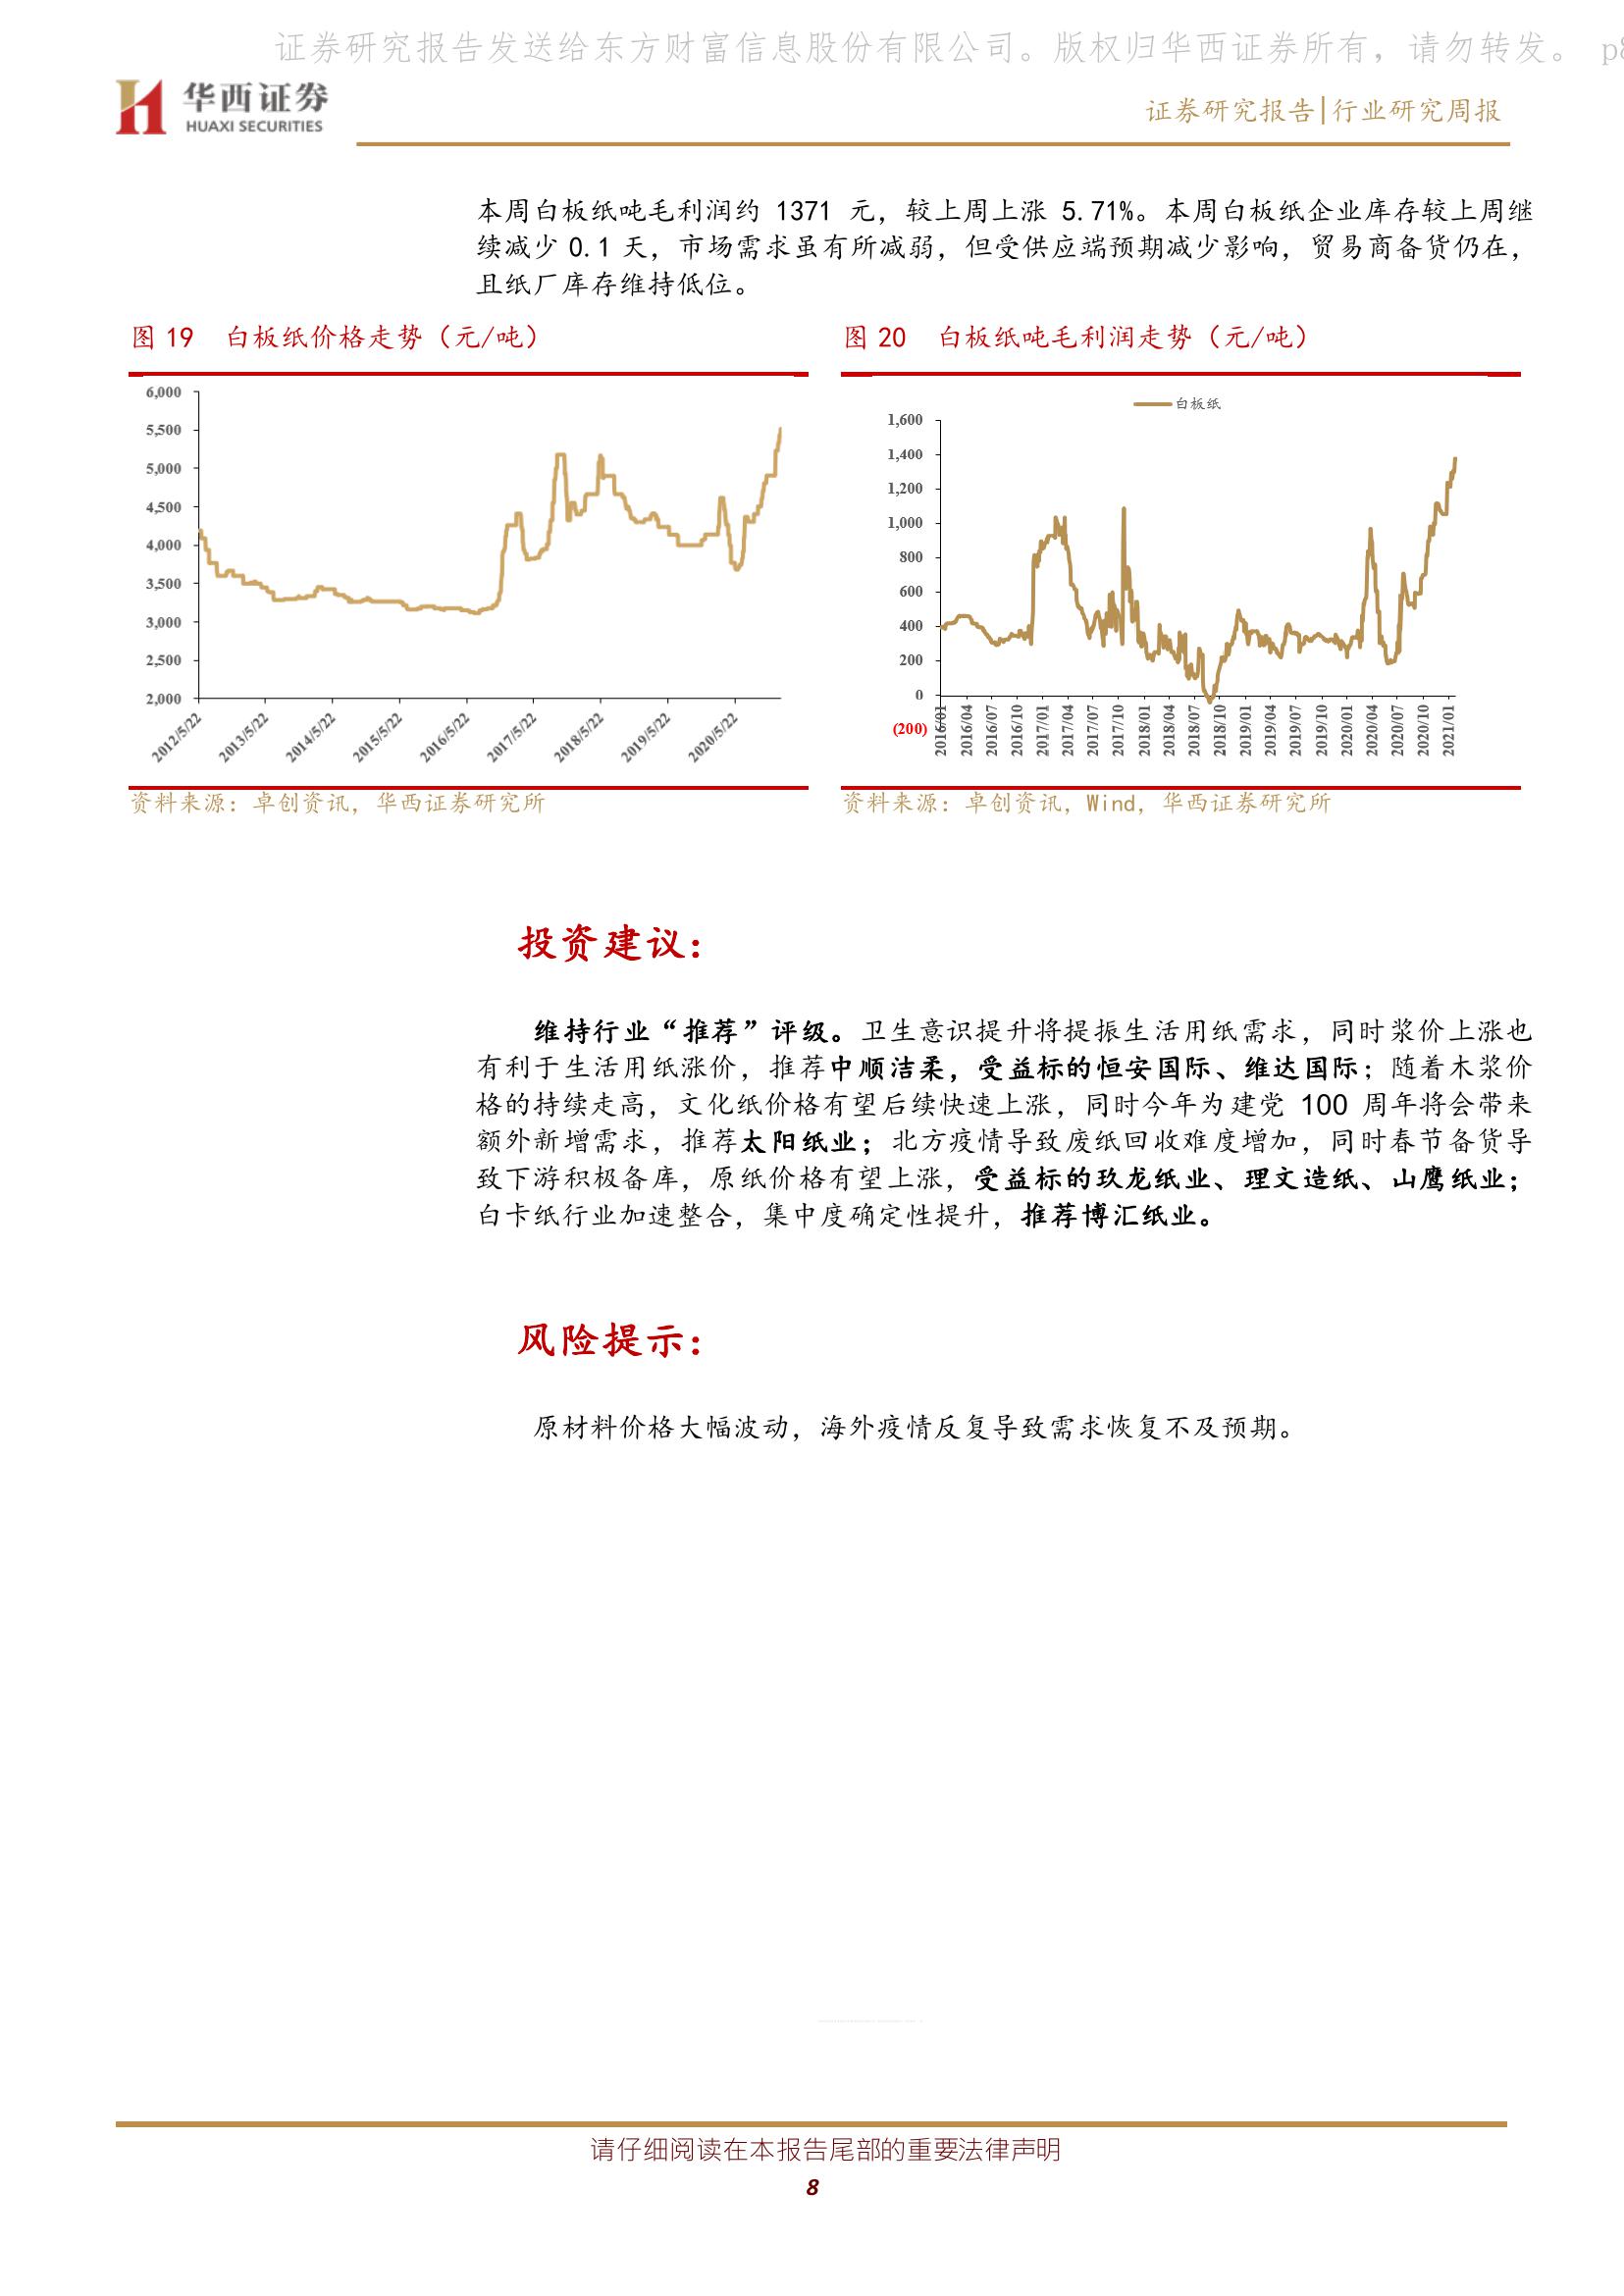 证券研究报告发送给东方财富信息股份有限公司。版权归华西证券所有，请勿转发。 p8
华西证券
HUAXI SECURITIES
证券研究报告|行业研究周报
本周白板纸吨毛利润约 1371 元，较上周上涨 5.71%。本周白板纸企业库存较上周继
续减少 0.1 天，市场需求虽有所减弱，但受供应端预期减少影响，贸易商备货仍在，
且纸厂库存维持低位。
图 19 白板纸价格走势（元/吨）
6,000
5,500
5,000
4,500
4,000
3,500
3,000
2,500
2,000
2012/5/22
2013/5/22
2014/5/22
2015/5/22
2016/5/22
2017/5/22
2018/5/22
2019/5/22
2020/5/22
资料来源：卓创资讯，华西证券研究所
图 20 白板纸吨毛利润走势（元/吨）
白板纸
1,600
1,400
1,200
1,000
800
600
400
200
0
(200)
2016/01
2016/04
2016/07
2016/10
2017/01
2017/04
2017/07
2017/10
2018/01
2018/04
2018/07
2018/10
2019/01
2019/04
2019/07
2019/10
2020/01
2020/04
2020/07
2020/10
2021/01
资料来源：卓创资讯，Wind，华西证券研究所
投资建议：
维持行业“推荐”评级。卫生意识提升将提振生活用纸需求，同时浆价上涨也
有利于生活用纸涨价，推荐中顺洁柔，受益标的恒安国际、维达国际；随着木浆价
格的持续走高，文化纸价格有望后续快速上涨，同时今年为建党 100 周年将会带来
额外新增需求，推荐太阳纸业；北方疫情导致废纸回收难度增加，同时春节备货导
致下游积极备库，原纸价格有望上涨，受益标的玖龙纸业、理文造纸、山鹰纸业；
白卡纸行业加速整合，集中度确定性提升，推荐博汇纸业。
风险提示：
原材料价格大幅波动，海外疫情反复导致需求恢复不及预期。
请仔细阅读在本报告尾部的重要法律声明
8